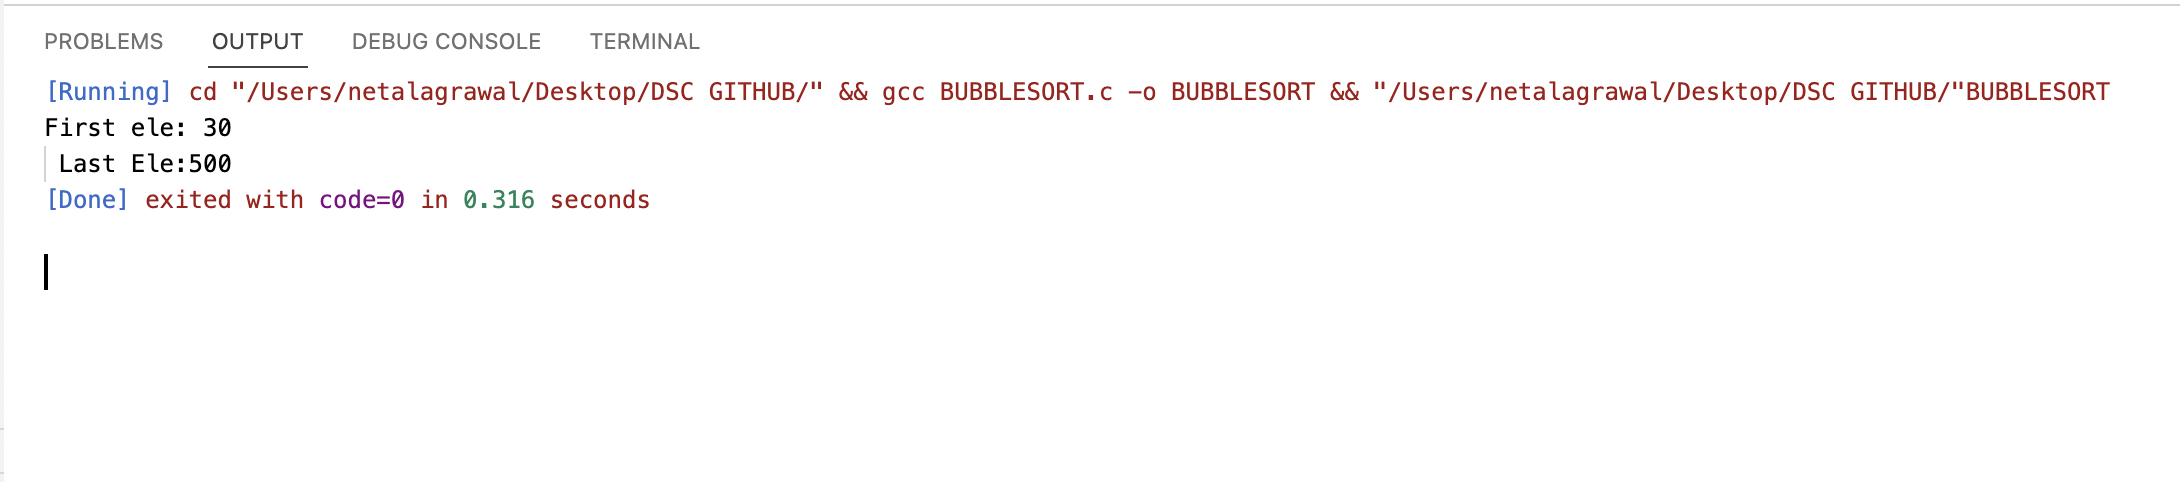 PROBLEMS OUTPUT DEBUG CONSOLE TERMINAL
[Running] cd "/Users/netalagrawal/Desktop/DSC GITHUB/" && gcc BUBBLESORT.c -o BUBBLESORT && "/Users/netalagrawal/Desktop/DSC GITHUB/"BUBBLESORT
First ele: 30
Last Ele:500
[Done] exited with code=0 in 0.316 seconds